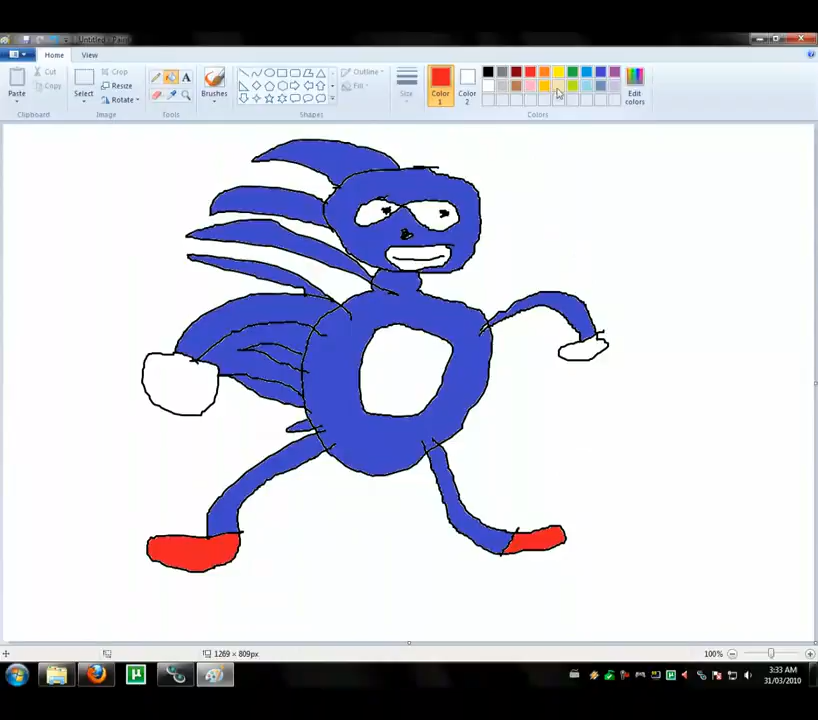 Untitled - Paint
Home View
Paste
Cut
Copy
Clipboard
Select
Crop
Resize
Rotate
Image
A
Tools
Brushes
Outline
Fill
Shapes
Size
Color 1
Color 2
Colors
Edit colors
1269 × 809px
100%
3:33 AM
31/03/2010